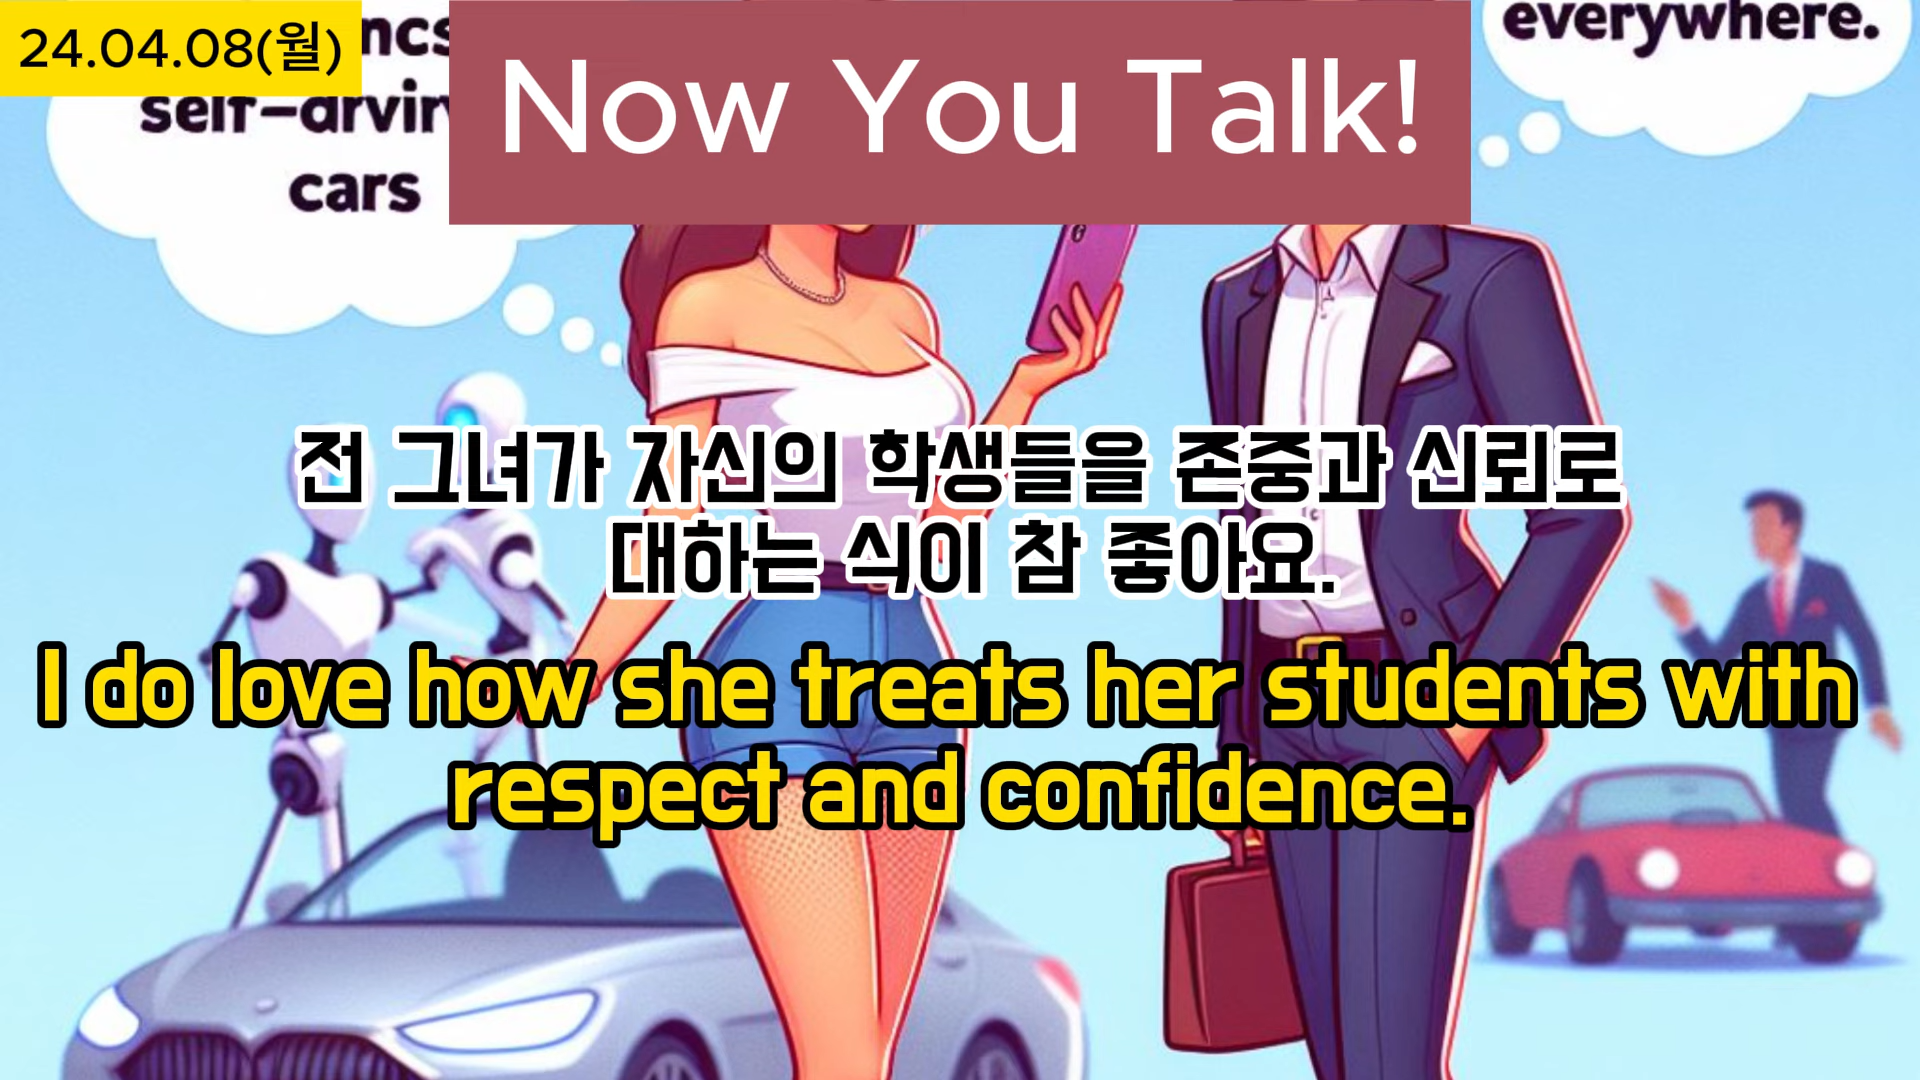 24.04.08(월)
Now You Talk!
self-drvin
cars
everywhere.
전 그녀가 자신의 학생들을 존중과 신뢰로
대하는 식이 참 좋아요.
I do love how she treats her students with
respect and confidence.